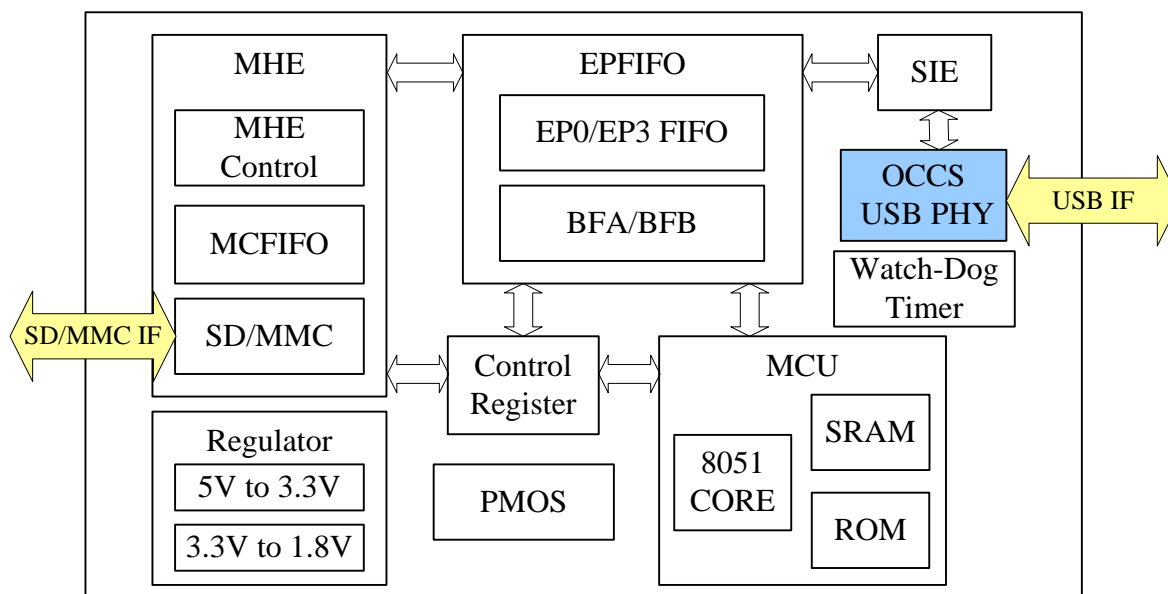 MHE
MHE
Control
MCFIFO
SD/MMC
SD/MMC IF
EPFIFO
EP0/EP3 FIFO
BFA/BFB
SIE
OCCS
USB PHY
USB IF
Watch-Dog
Timer
Control
Register
MCU
8051
CORE
SRAM
ROM
Regulator
5V to 3.3V
3.3V to 1.8V
PMOS